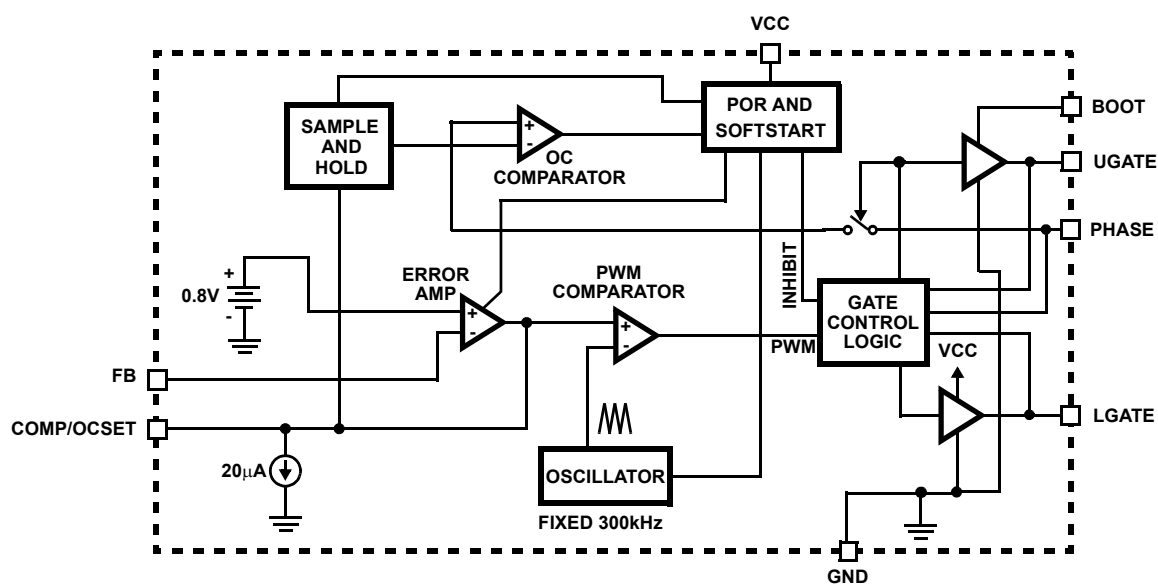 VCC
POR AND
SOFTSTART
SAMPLE
AND
HOLD
+
-
OC
COMPARATOR
BOOT
UGATE
PHASE
+
0.8V
-
ERROR
AMP
+
-
PWM
COMPARATOR
+
-
INHIBIT
PWM
GATE
CONTROL
LOGIC
VCC
FB
COMP/OCSET
LGATE
20μA
OSCILLATOR
FIXED 300kHz
GND